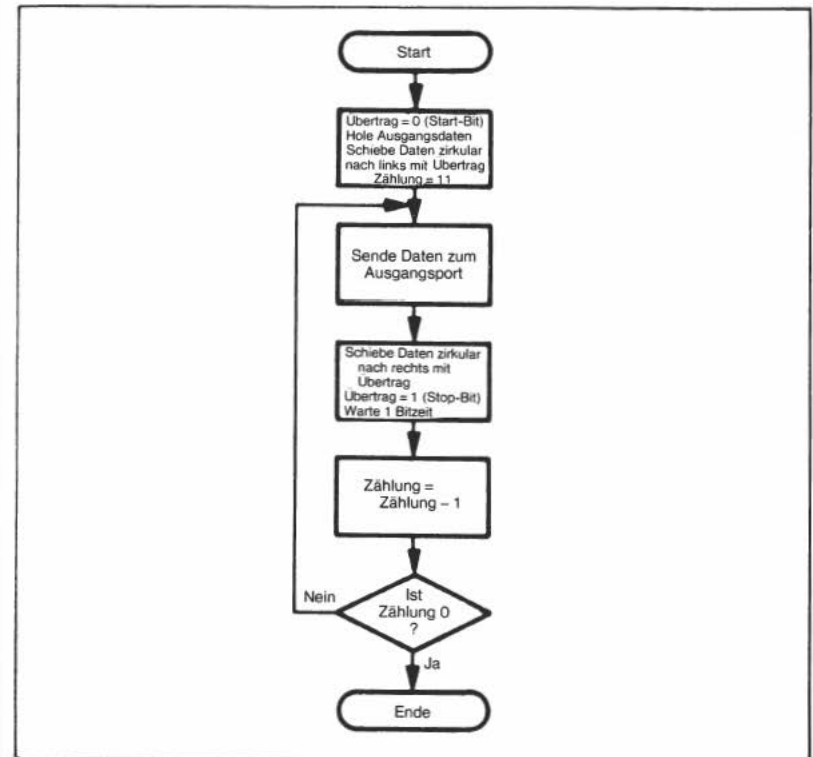 Start
Übertrag = 0 (Start-Bit)
Hole Ausgangsdaten
Schiebe Daten zirkular
nach links mit Übertrag
Zählung = 11
Sende Daten zum
Ausgangsport
Schiebe Daten zirkular
nach rechts mit
Übertrag
Übertrag = 1 (Stop-Bit)
Warte 1 Bitzeit
Zählung =
Zählung – 1
Nein
Ist
Zählung 0
?
Ja
Ende